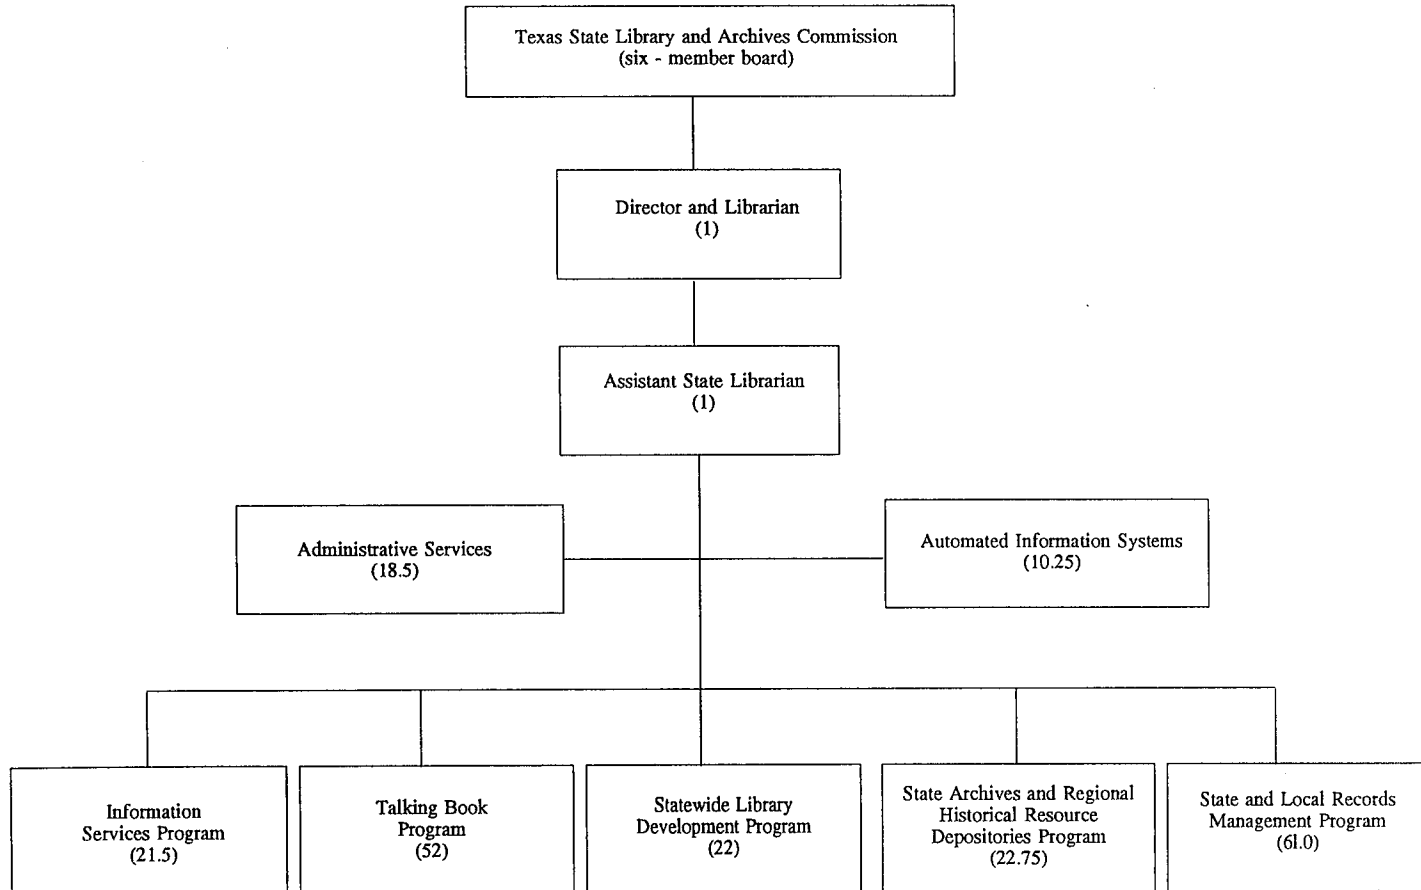 Texas State Library and Archives Commission
(six - member board)
Director and Librarian
(1)
Assistant State Librarian
(1)
Administrative Services
(18.5)
Automated Information Systems
(10.25)
Information
Services Program
(21.5)
Talking Book
Program
(52)
Statewide Library
Development Program
(22)
State Archives and Regional
Historical Resource
Depositories Program
(22.75)
State and Local Records
Management Program
(61.0)